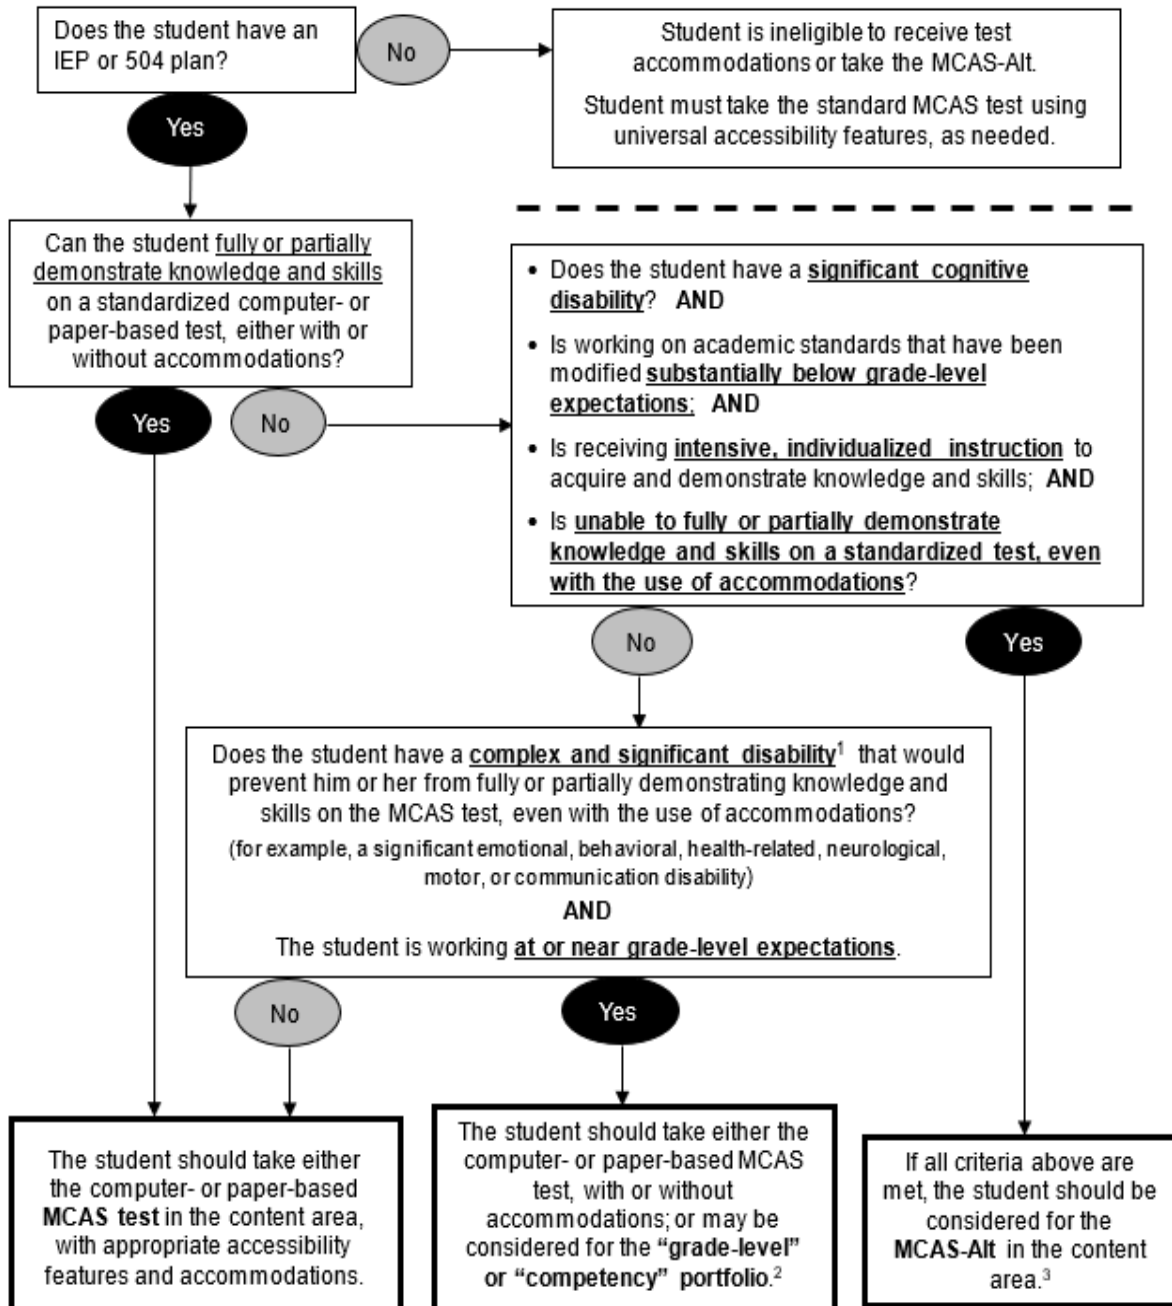 Does the student have an
IEP or 504 plan?
No
Student is ineligible to receive test
accommodations or take the MCAS-Alt.
Student must take the standard MCAS test using
universal accessibility features, as needed.
Yes
Can the student fully or partially
demonstrate knowledge and skills
on a standardized computer- or
paper-based test, either with or
without accommodations?
Yes
No
• Does the student have a significant cognitive
disability? AND
• Is working on academic standards that have been
modified substantially below grade-level
expectations; AND
• Is receiving intensive, individualized instruction to
acquire and demonstrate knowledge and skills; AND
• Is unable to fully or partially demonstrate
knowledge and skills on a standardized test, even
with the use of accommodations?
No
Yes
Does the student have a complex and significant disability¹ that would
prevent him or her from fully or partially demonstrating knowledge and
skills on the MCAS test, even with the use of accommodations?
(for example, a significant emotional, behavioral, health-related, neurological,
motor, or communication disability)
AND
The student is working at or near grade-level expectations.
No
Yes
The student should take either
the computer- or paper-based
MCAS test in the content area,
with appropriate accessibility
features and accommodations.
The student should take either the
computer- or paper-based MCAS
test, with or without
accommodations; or may be
considered for the “grade-level”
or “competency” portfolio.²
If all criteria above are
met, the student should be
considered for the
MCAS-Alt in the content
area.³